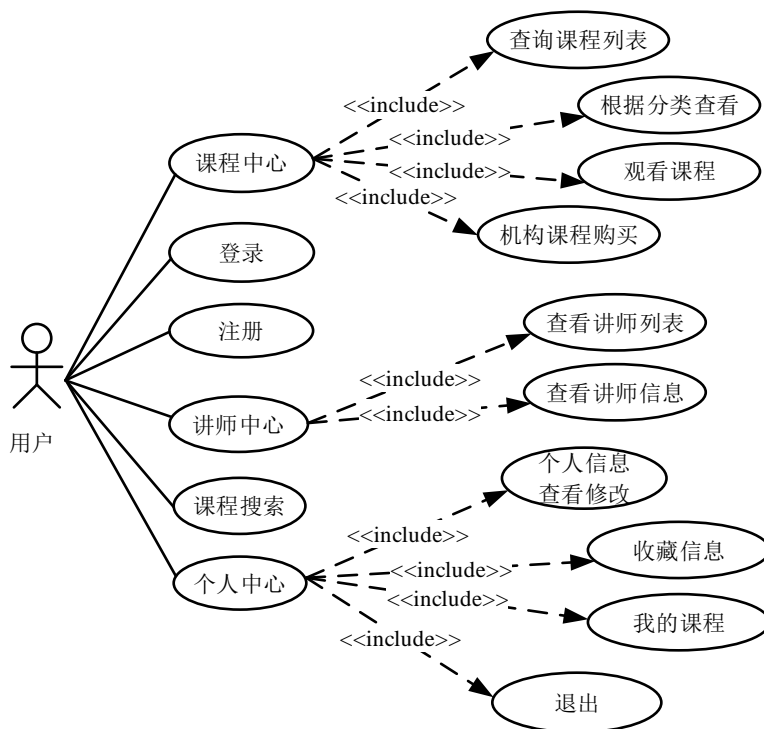 查询课程列表
<<include>>
根据分类查看
<<include>>
课程中心
<<include>>
观看课程
<<include>>
机构课程购买
登录
注册
查看讲师列表
<<include>>
查看讲师信息
<<include>>
讲师中心
用户
个人信息
查看修改
课程搜索
<<include>>
收藏信息
<<include>>
个人中心
<<include>>
我的课程
<<include>>
退出